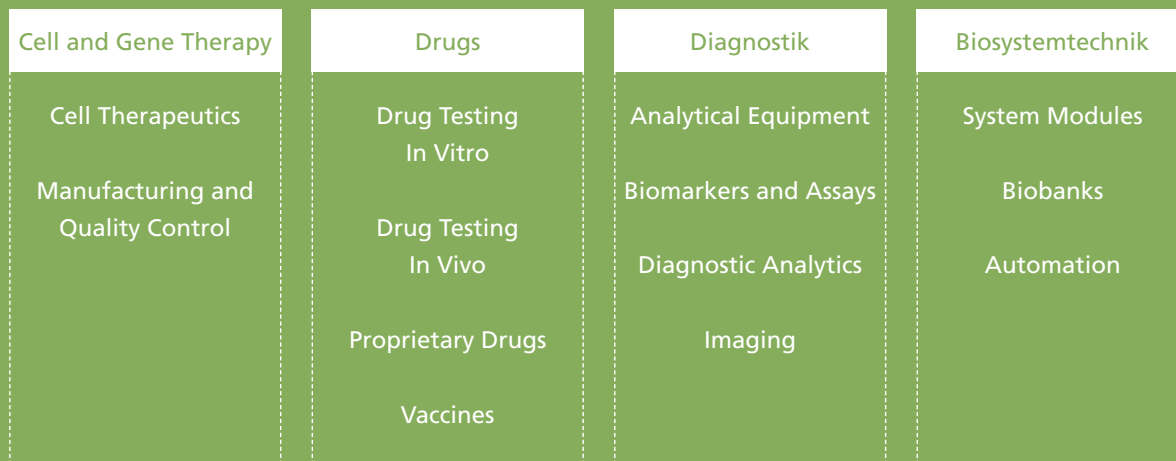 Cell and Gene Therapy
Cell Therapeutics
Manufacturing and
Quality Control
Drugs
Drug Testing
In Vitro
Drug Testing
In Vivo
Proprietary Drugs
Vaccines
Diagnostik
Analytical Equipment
Biomarkers and Assays
Diagnostic Analytics
Imaging
Biosystemtechnik
System Modules
Biobanks
Automation